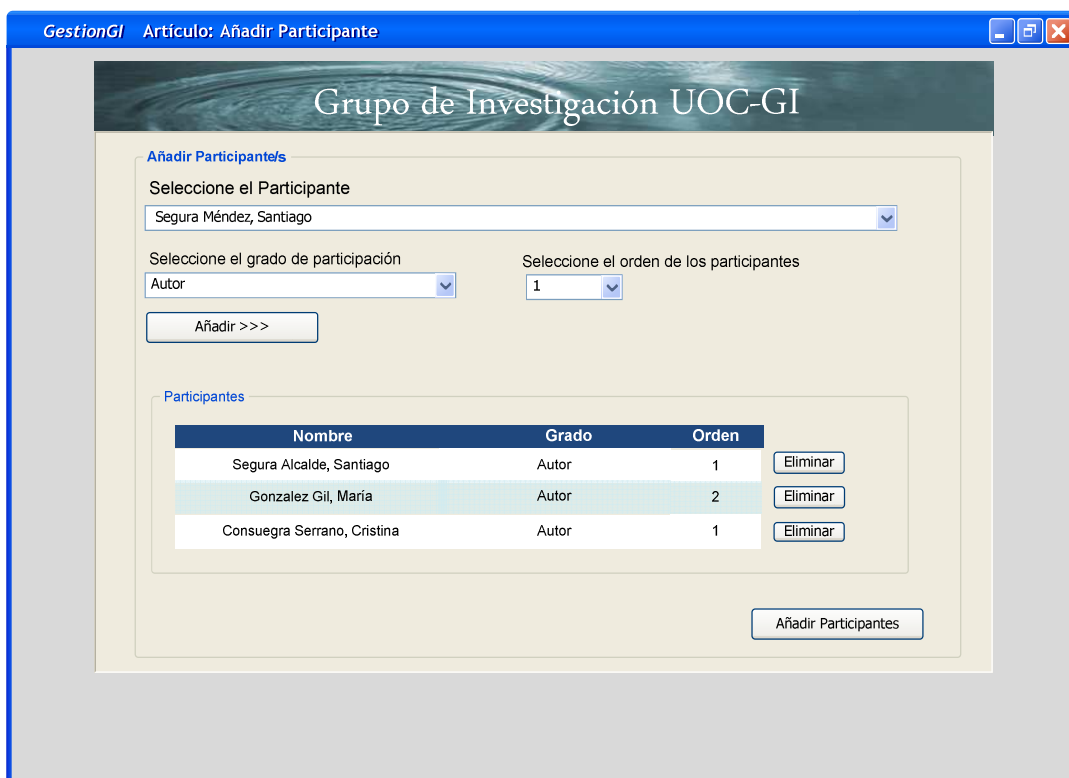 GestionGI Artículo: Añadir Participante
Grupo de Investigación UOC-GI
Añadir Participante/s
Seleccione el Participante
Segura Méndez, Santiago
Seleccione el grado de participación
Seleccione el orden de los participantes
Autor
1
Añadir >>>
Participantes
Nombre Grado Orden
Segura Alcalde, Santiago Autor 1 Eliminar
Gonzalez Gil, María Autor 2 Eliminar
Consuegra Serrano, Cristina Autor 1 Eliminar
Añadir Participantes